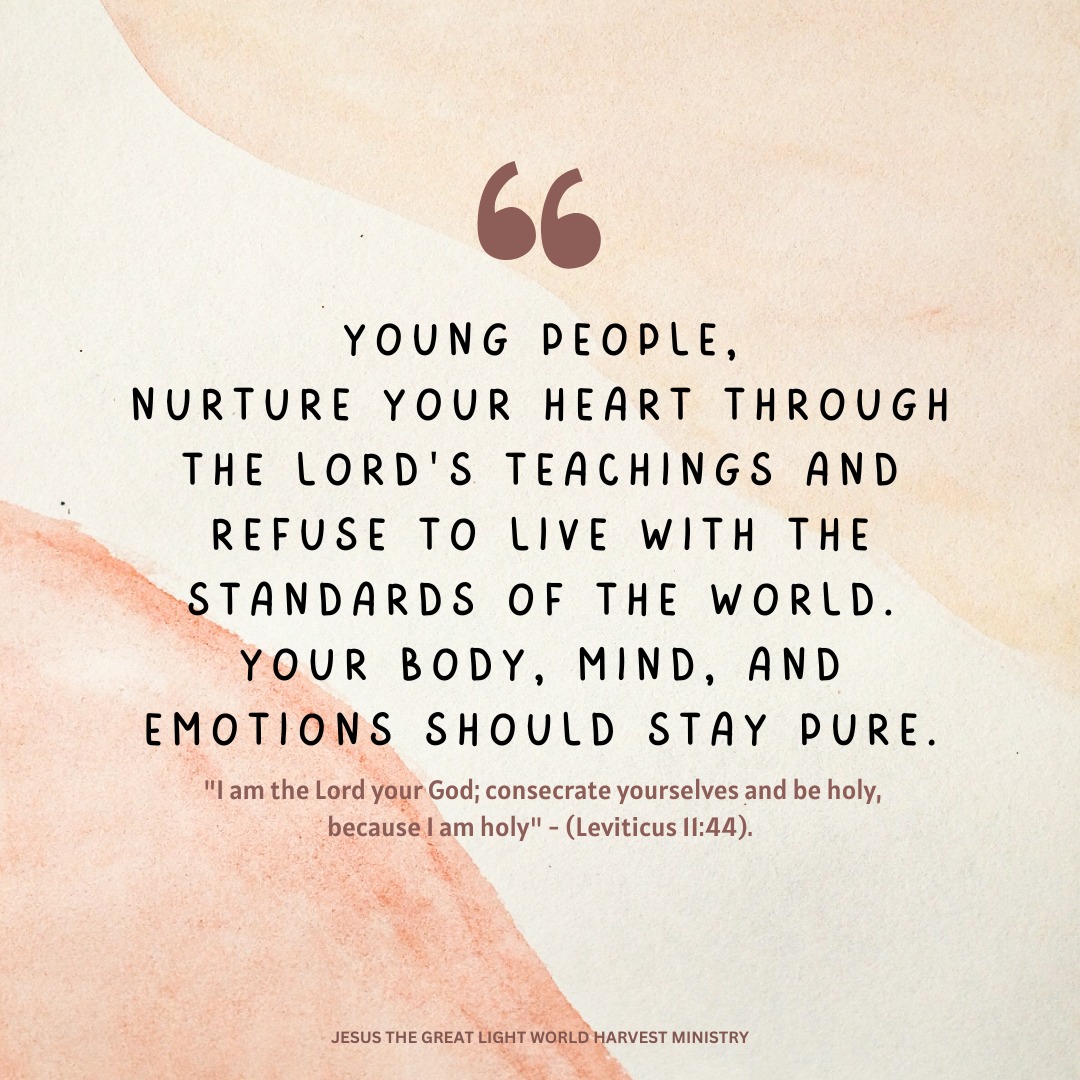 YOUNG PEOPLE,
NURTURE YOUR HEART THROUGH
THE LORD'S TEACHINGS AND
REFUSE TO LIVE WITH THE
STANDARDS OF THE WORLD.
YOUR BODY, MIND, AND
EMOTIONS SHOULD STAY PURE.
"I am the Lord your God; consecrate yourselves and be holy,
because I am holy" - (Leviticus 11:44).
JESUS THE GREAT LIGHT WORLD HARVEST MINISTRY